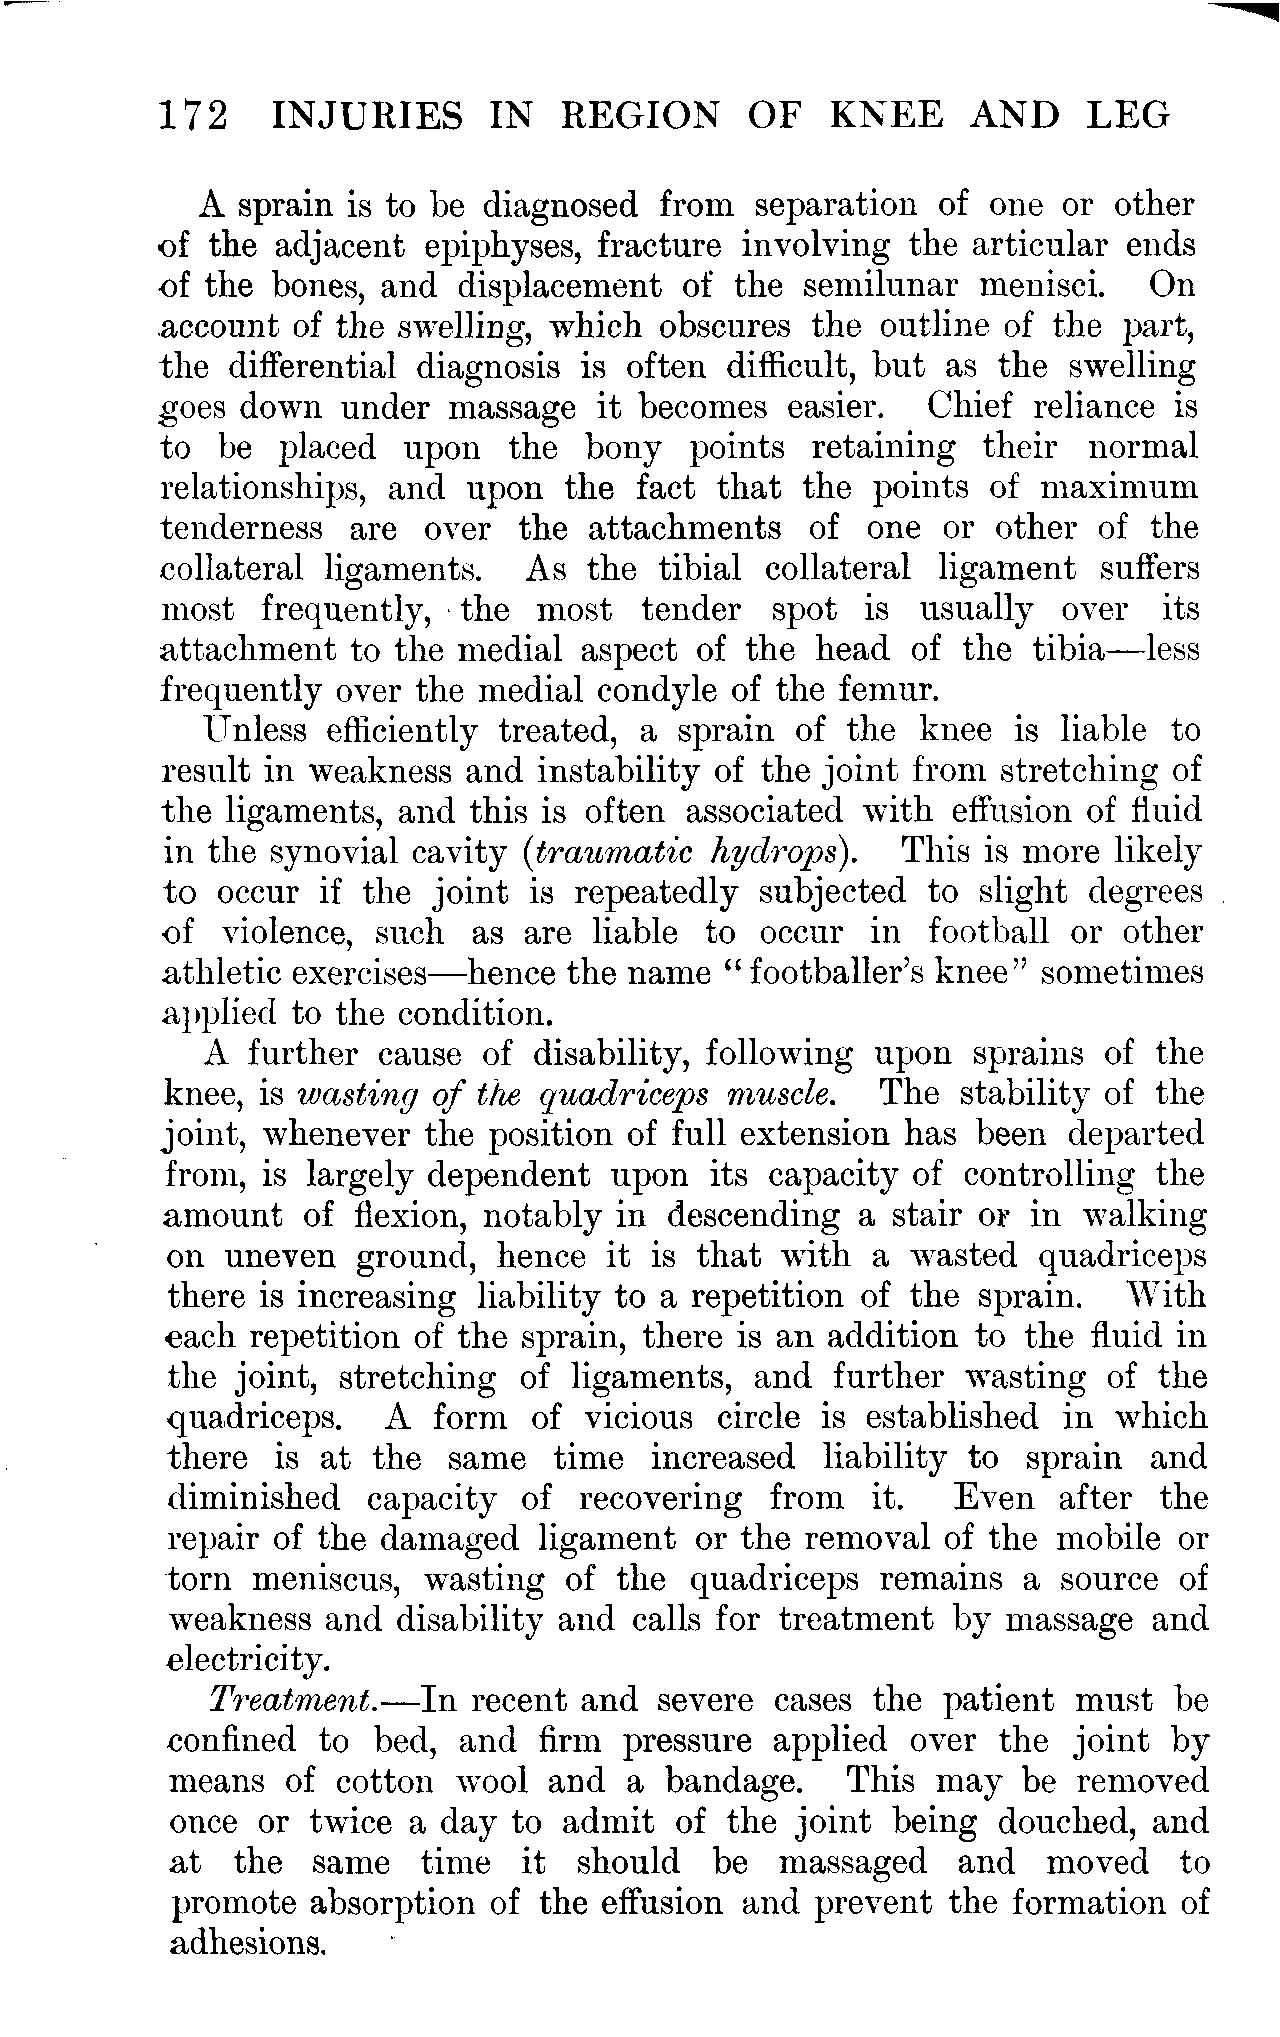 172 INJURIES IN REGION OF KNEE AND LEG
A sprain is to be diagnosed from separation of one or other
of the adjacent epiphyses, fracture involving the articular ends
of the bones, and displacement of the semilunar menisci. On
account of the swelling, which obscures the outline of the part,
the differential diagnosis is often difficult, but as the swelling
goes down under massage it becomes easier. Chief reliance is
to be placed upon the bony points retaining their normal
relationships, and upon the fact that the points of maximum
tenderness are over the attachments of one or other of the
collateral ligaments. As the tibial collateral ligament suffers
most frequently, the most tender spot is usually over its
attachment to the medial aspect of the head of the tibia—less
frequently over the medial condyle of the femur.
Unless efficiently treated, a sprain of the knee is liable to
result in weakness and instability of the joint from stretching of
the ligaments, and this is often associated with effusion of fluid
in the synovial cavity (traumatic hydrops). This is more likely
to occur if the joint is repeatedly subjected to slight degrees
of violence, such as are liable to occur in football or other
athletic exercises—hence the name "footballer's knee" sometimes
applied to the condition.
A further cause of disability, following upon sprains of the
knee, is wasting of the quadriceps muscle. The stability of the
joint, whenever the position of full extension has been departed
from, is largely dependent upon its capacity of controlling the
amount of flexion, notably in descending a stair or in walking
on uneven ground, hence it is that with a wasted quadriceps
there is increasing liability to a repetition of the sprain. With
each repetition of the sprain, there is an addition to the fluid in
the joint, stretching of ligaments, and further wasting of the
quadriceps. A form of vicious circle is established in which
there is at the same time increased liability to sprain and
diminished capacity of recovering from it. Even after the
repair of the damaged ligament or the removal of the mobile or
torn meniscus, wasting of the quadriceps remains a source of
weakness and disability and calls for treatment by massage and
electricity.
Treatment.—In recent and severe cases the patient must be
confined to bed, and firm pressure applied over the joint by
means of cotton wool and a bandage. This may be removed
once or twice a day to admit of the joint being douched, and
at the same time it should be massaged and moved to
promote absorption of the effusion and prevent the formation of
adhesions.